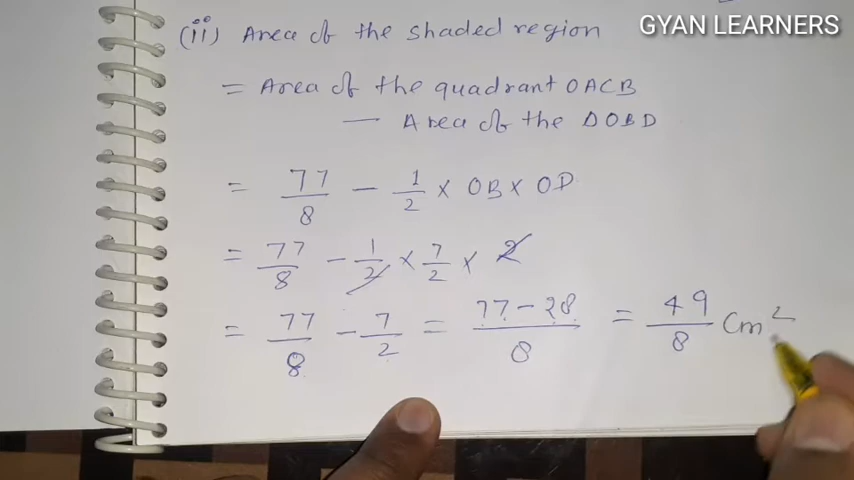 GYAN LEARNERS
(ii) Area of the shaded region
= Area of the quadrant OACB
— Area of the ΔOBD
= 77/8 — 1/2 × OB × OD
= 77/8 - 1/2 × 7/2 × 2
= 77/8 - 7/2 = 77 - 28/8 = 49/8 Cm²